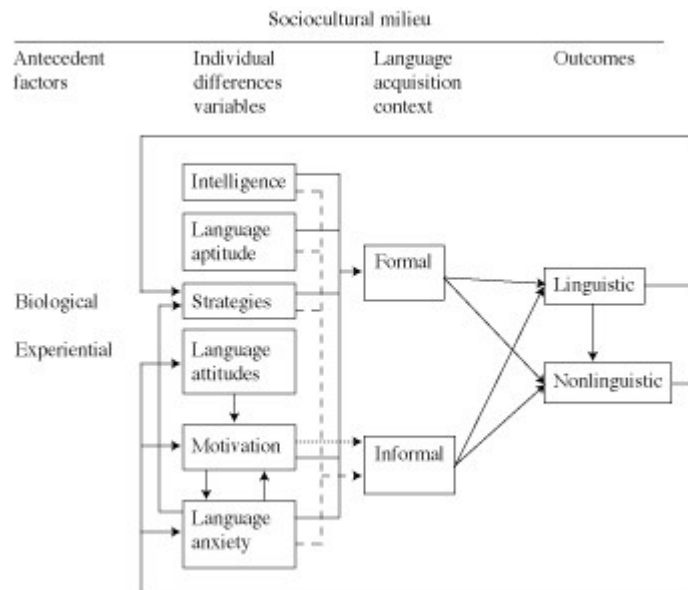 Sociocultural milieu
Antecedent
factors
Individual
differences
variables
Language
acquisition
context
Outcomes
Biological
Experiential
Intelligence
Language
aptitude
Strategies
Language
attitudes
Motivation
Language
anxiety
Formal
Informal
Linguistic
Nonlinguistic